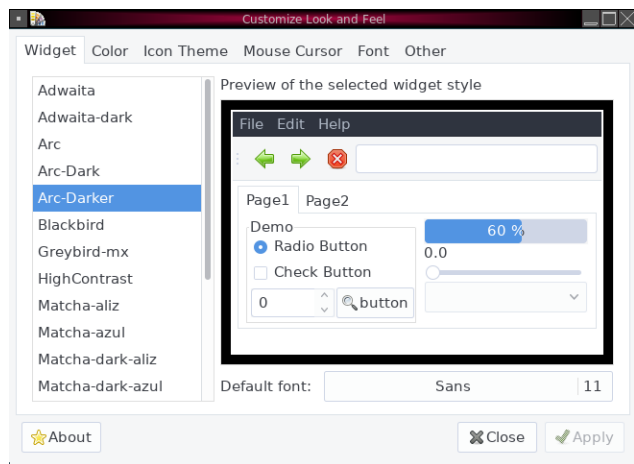 Customize Look and Feel
Widget Color Icon Theme Mouse Cursor Font Other
Adwaita
Adwaita-dark
Arc
Arc-Dark
Arc-Darker
Blackbird
Greybird-mx
HighContrast
Matcha-aliz
Matcha-azul
Matcha-dark-aliz
Matcha-dark-azul
Preview of the selected widget style
File Edit Help
Page1 Page2
Demo
Radio Button
Check Button
0 button
60 %
0.0
Default font: Sans 11
About Close Apply